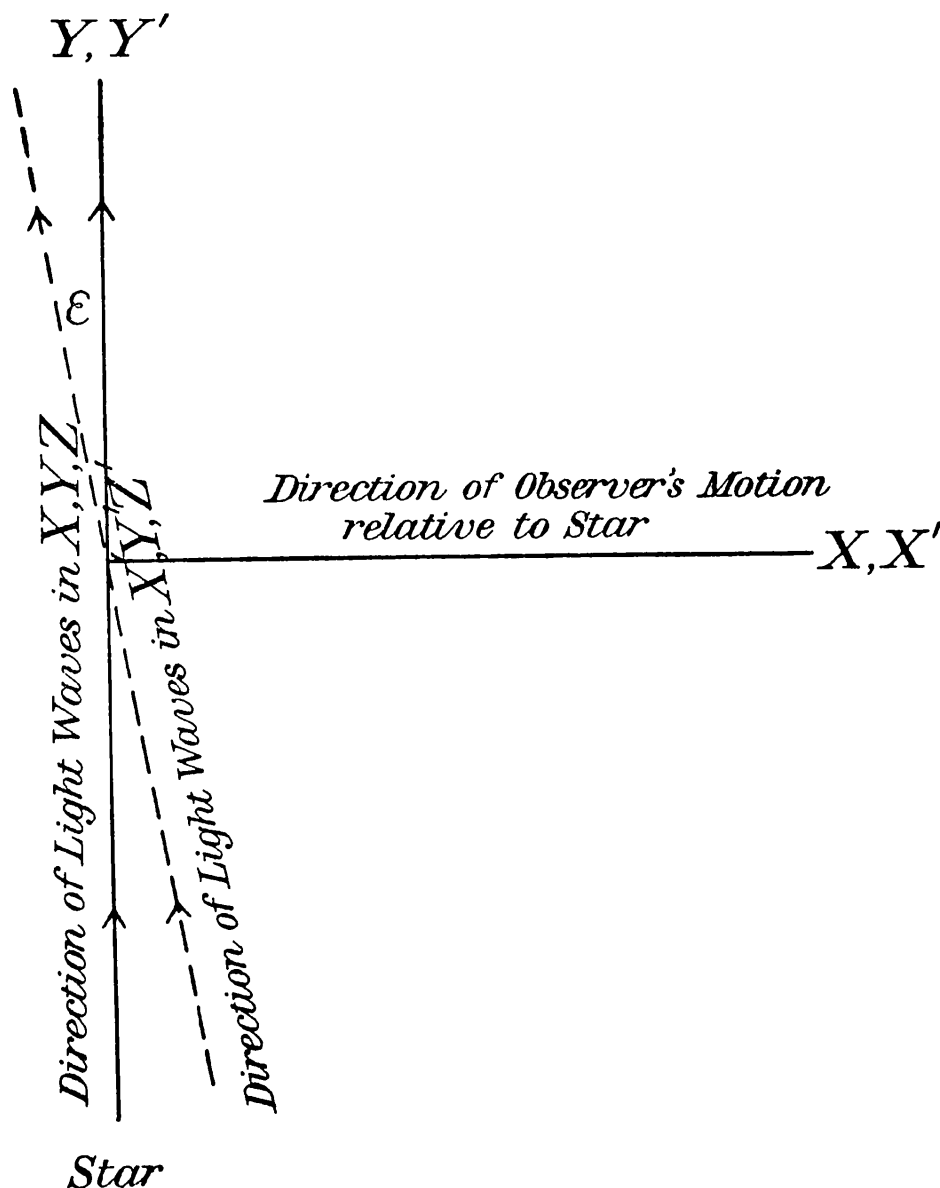 Y, Y′
ε
Direction of Light Waves in X,Y,Z
Direction of Light Waves in X′,Y′,Z′
Direction of Observer's Motion
relative to Star
X,X′
Star